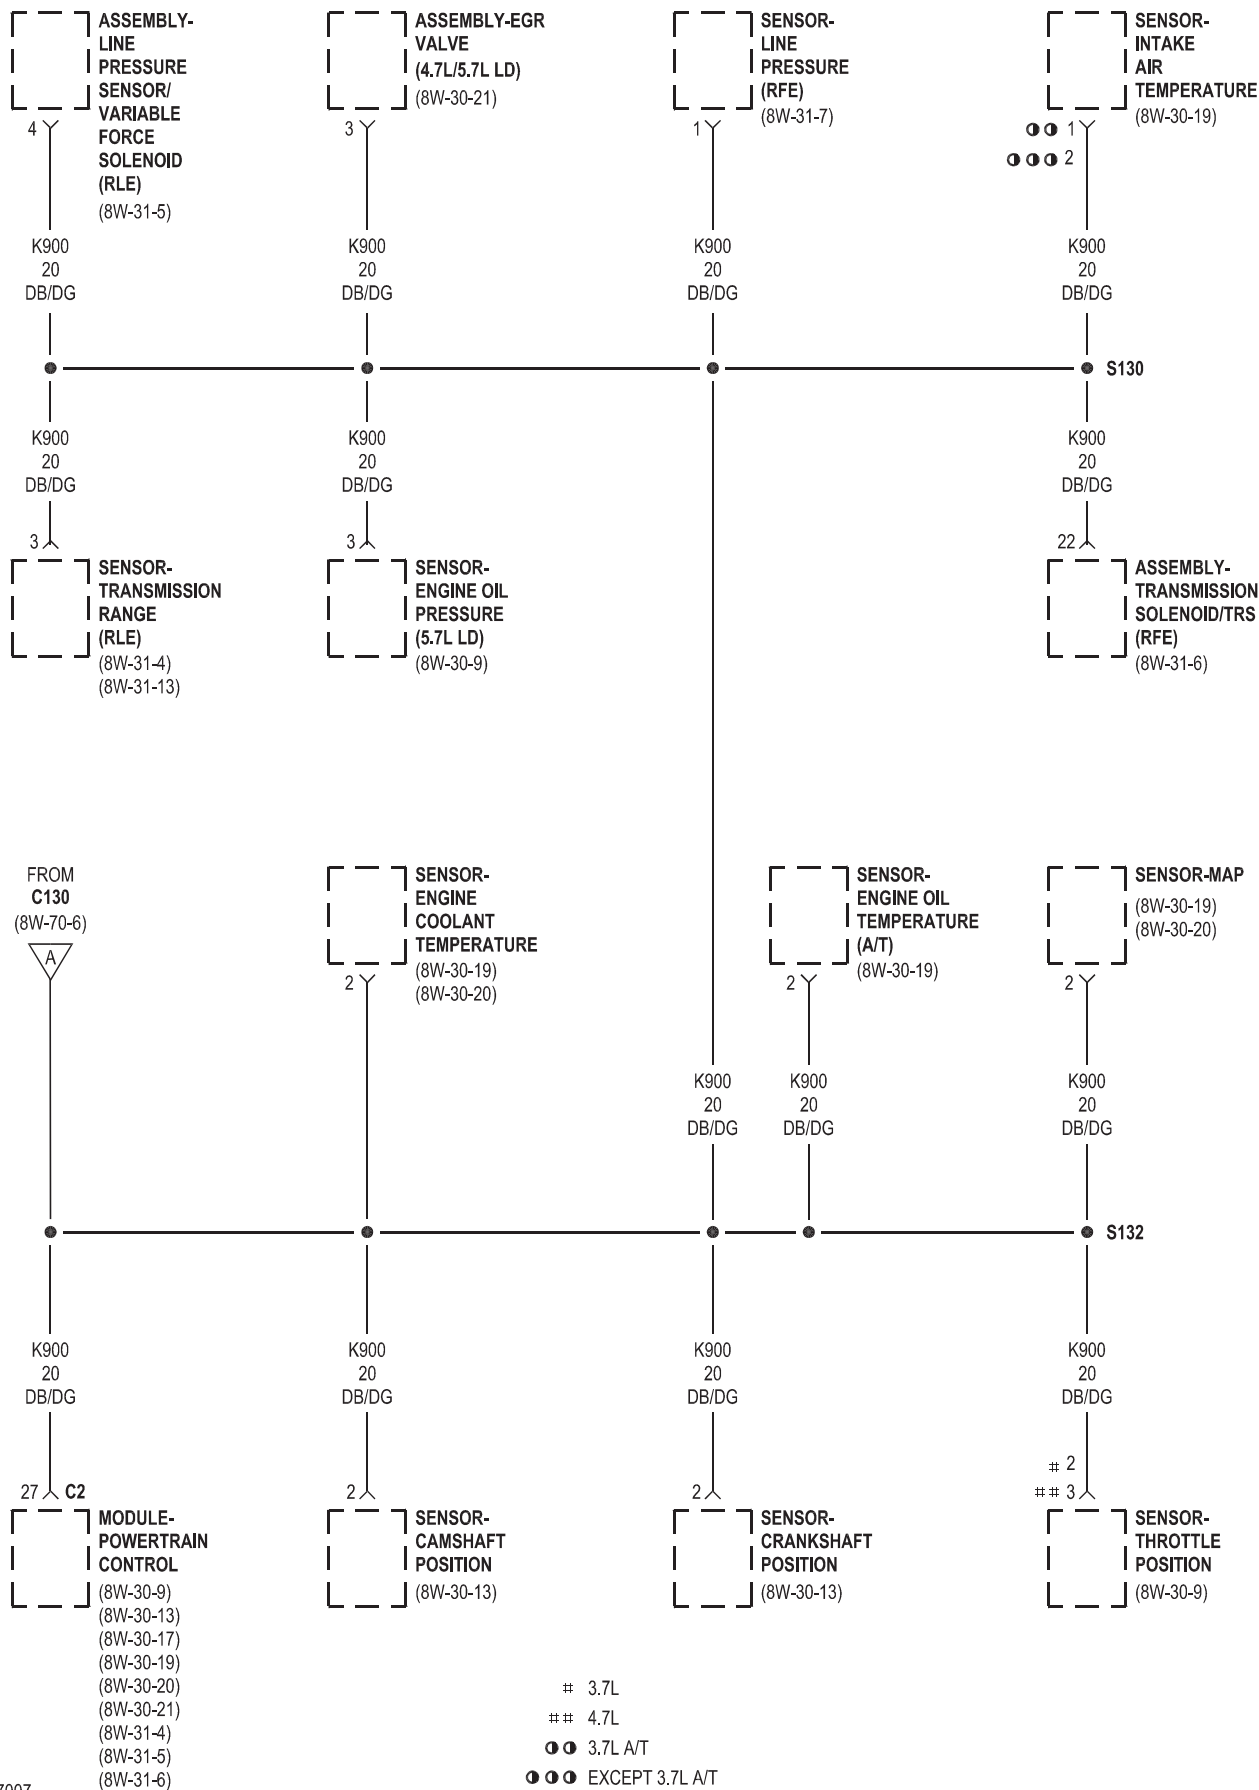 ASSEMBLY-
LINE
PRESSURE
SENSOR/
VARIABLE
FORCE
SOLENOID
(RLE)
(8W-31-5)
4
ASSEMBLY-EGR
VALVE
(4.7L/5.7L LD)
(8W-30-21)
3
SENSOR-
LINE
PRESSURE
(RFE)
(8W-31-7)
1
SENSOR-
INTAKE
AIR
TEMPERATURE
(8W-30-19)
1
2
K900
20
DB/DG
K900
20
DB/DG
K900
20
DB/DG
K900
20
DB/DG
S130
K900
20
DB/DG
K900
20
DB/DG
K900
20
DB/DG
3
SENSOR-
TRANSMISSION
RANGE
(RLE)
(8W-31-4)
(8W-31-13)
3
SENSOR-
ENGINE OIL
PRESSURE
(5.7L LD)
(8W-30-9)
22
ASSEMBLY-
TRANSMISSION
SOLENOID/TRS
(RFE)
(8W-31-6)
FROM
C130
(8W-70-6)
A
SENSOR-
ENGINE
COOLANT
TEMPERATURE
(8W-30-19)
(8W-30-20)
2
SENSOR-
ENGINE OIL
TEMPERATURE
(A/T)
(8W-30-19)
2
SENSOR-MAP
(8W-30-19)
(8W-30-20)
2
K900
20
DB/DG
K900
20
DB/DG
K900
20
DB/DG
S132
K900
20
DB/DG
K900
20
DB/DG
K900
20
DB/DG
K900
20
DB/DG
27 C2
MODULE-
POWERTRAIN
CONTROL
(8W-30-9)
(8W-30-13)
(8W-30-17)
(8W-30-19)
(8W-30-20)
(8W-30-21)
(8W-31-4)
(8W-31-5)
(8W-31-6)
2
SENSOR-
CAMSHAFT
POSITION
(8W-30-13)
2
SENSOR-
CRANKSHAFT
POSITION
(8W-30-13)
# 2
## 3
SENSOR-
THROTTLE
POSITION
(8W-30-9)
# 3.7L
## 4.7L
3.7L A/T
EXCEPT 3.7L A/T